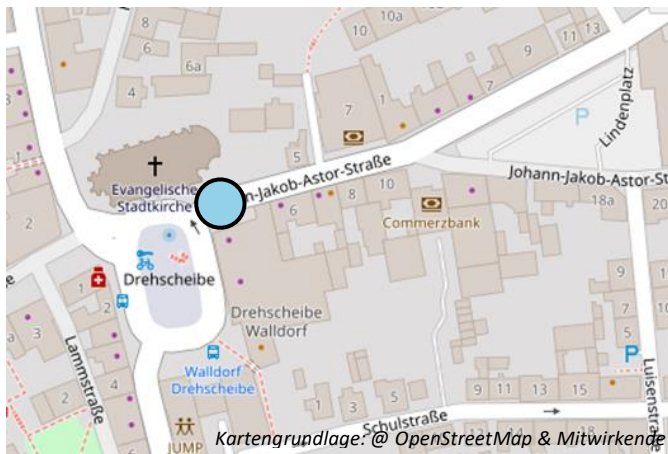 8
10
10a
9
11
13
6
6a
4
7
1
7
P
Lindenplatz
5
n-Jakob-Astor-Straße
Johann-Jakob-Astor-St
Evangelische
Stadtkirche
8
10
6
18a
20
Commerzbank
Drehscheibe
Drehscheibe
Walldorf
1
2
3
9
7
5
Lammstraße
Walldorf
Drehscheibe
P
Luisenstraße
2
4
6
1
3
5
9
11
13
15
Schulstraße
JUMP
Kartengrundlage: @ OpenStreetMap & Mitwirkende